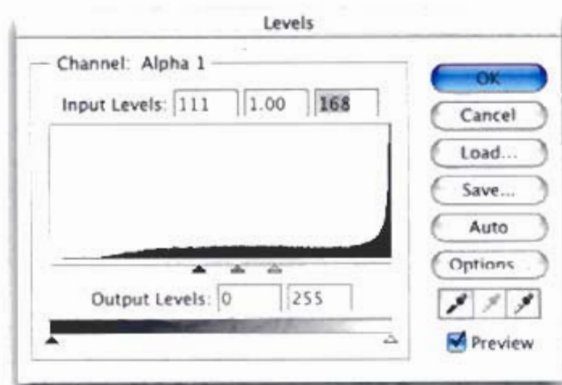 Levels
Channel: Alpha 1
Input Levels: 111 1.00 168
Output Levels: 0 255
OK
Cancel
Load...
Save...
Auto
Options...
Preview